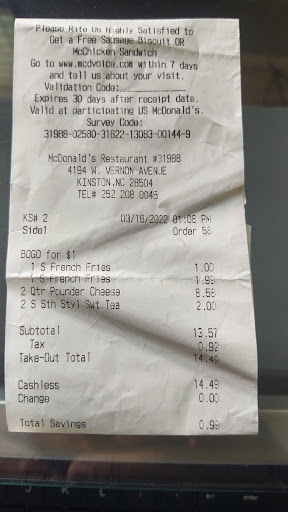 Please Rate Us Highly Satisfied to
Get a Free Sausage Biscuit OR
McChicken Sandwich
Go to www.mcdvoice.com within 7 days
and tell us about your visit.
Validation Code:
Expires 30 days after receipt date.
Valid at participating US McDonald's.
Survey Code:
31988-02580-31622-13083-00144-9
McDonald's Restaurant #31988
4194 W. VERNON AVENUE
KINSTON,NC 28504
TEL# 252 208 0045
KS# 2 03/16/2022 01:08 PM
Side1 Order 58
BOGO for $1
1 S French Fries 1.00
1 S French Fries 1.99
2 Qtr Pounder Cheese 8.58
2 S Sth Styl Swt Tea 2.00
Subtotal 13.57
Tax 0.92
Take-Out Total 14.49
Cashless 14.49
Change 0.00
Total Savings 0.99
J K L